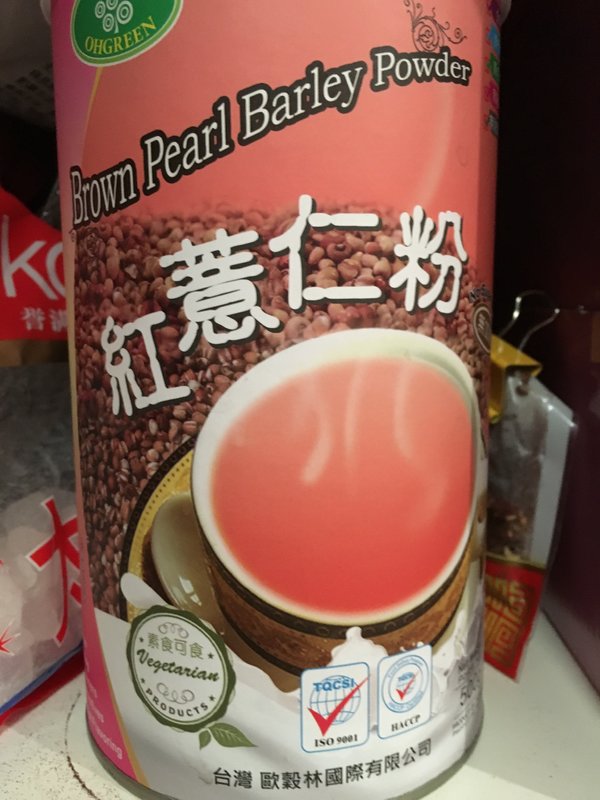 OHGREEN
Brown Pearl Barley Powder
紅薏仁粉
素食可食
Vegetarian
PRODUCTS
TQCSI
ISO 9001
HACCP
台灣 歐穀林國際有限公司